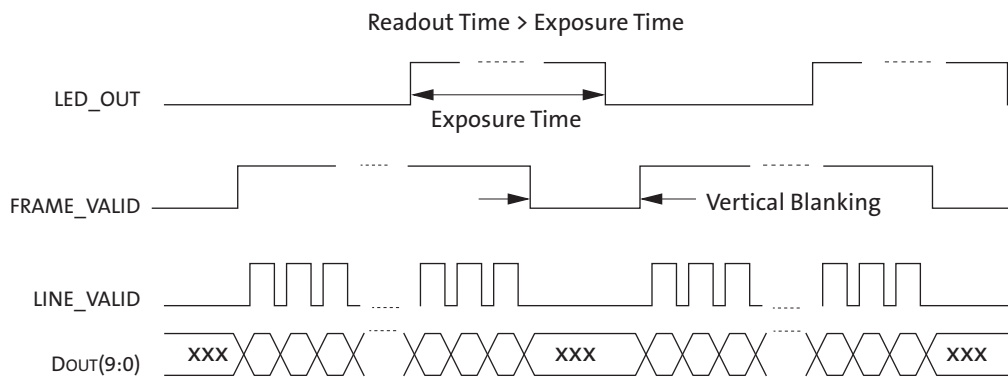 Readout Time > Exposure Time
LED_OUT
Exposure Time
FRAME_VALID
Vertical Blanking
LINE_VALID
DOUT(9:0)
XXX
XXX
XXX